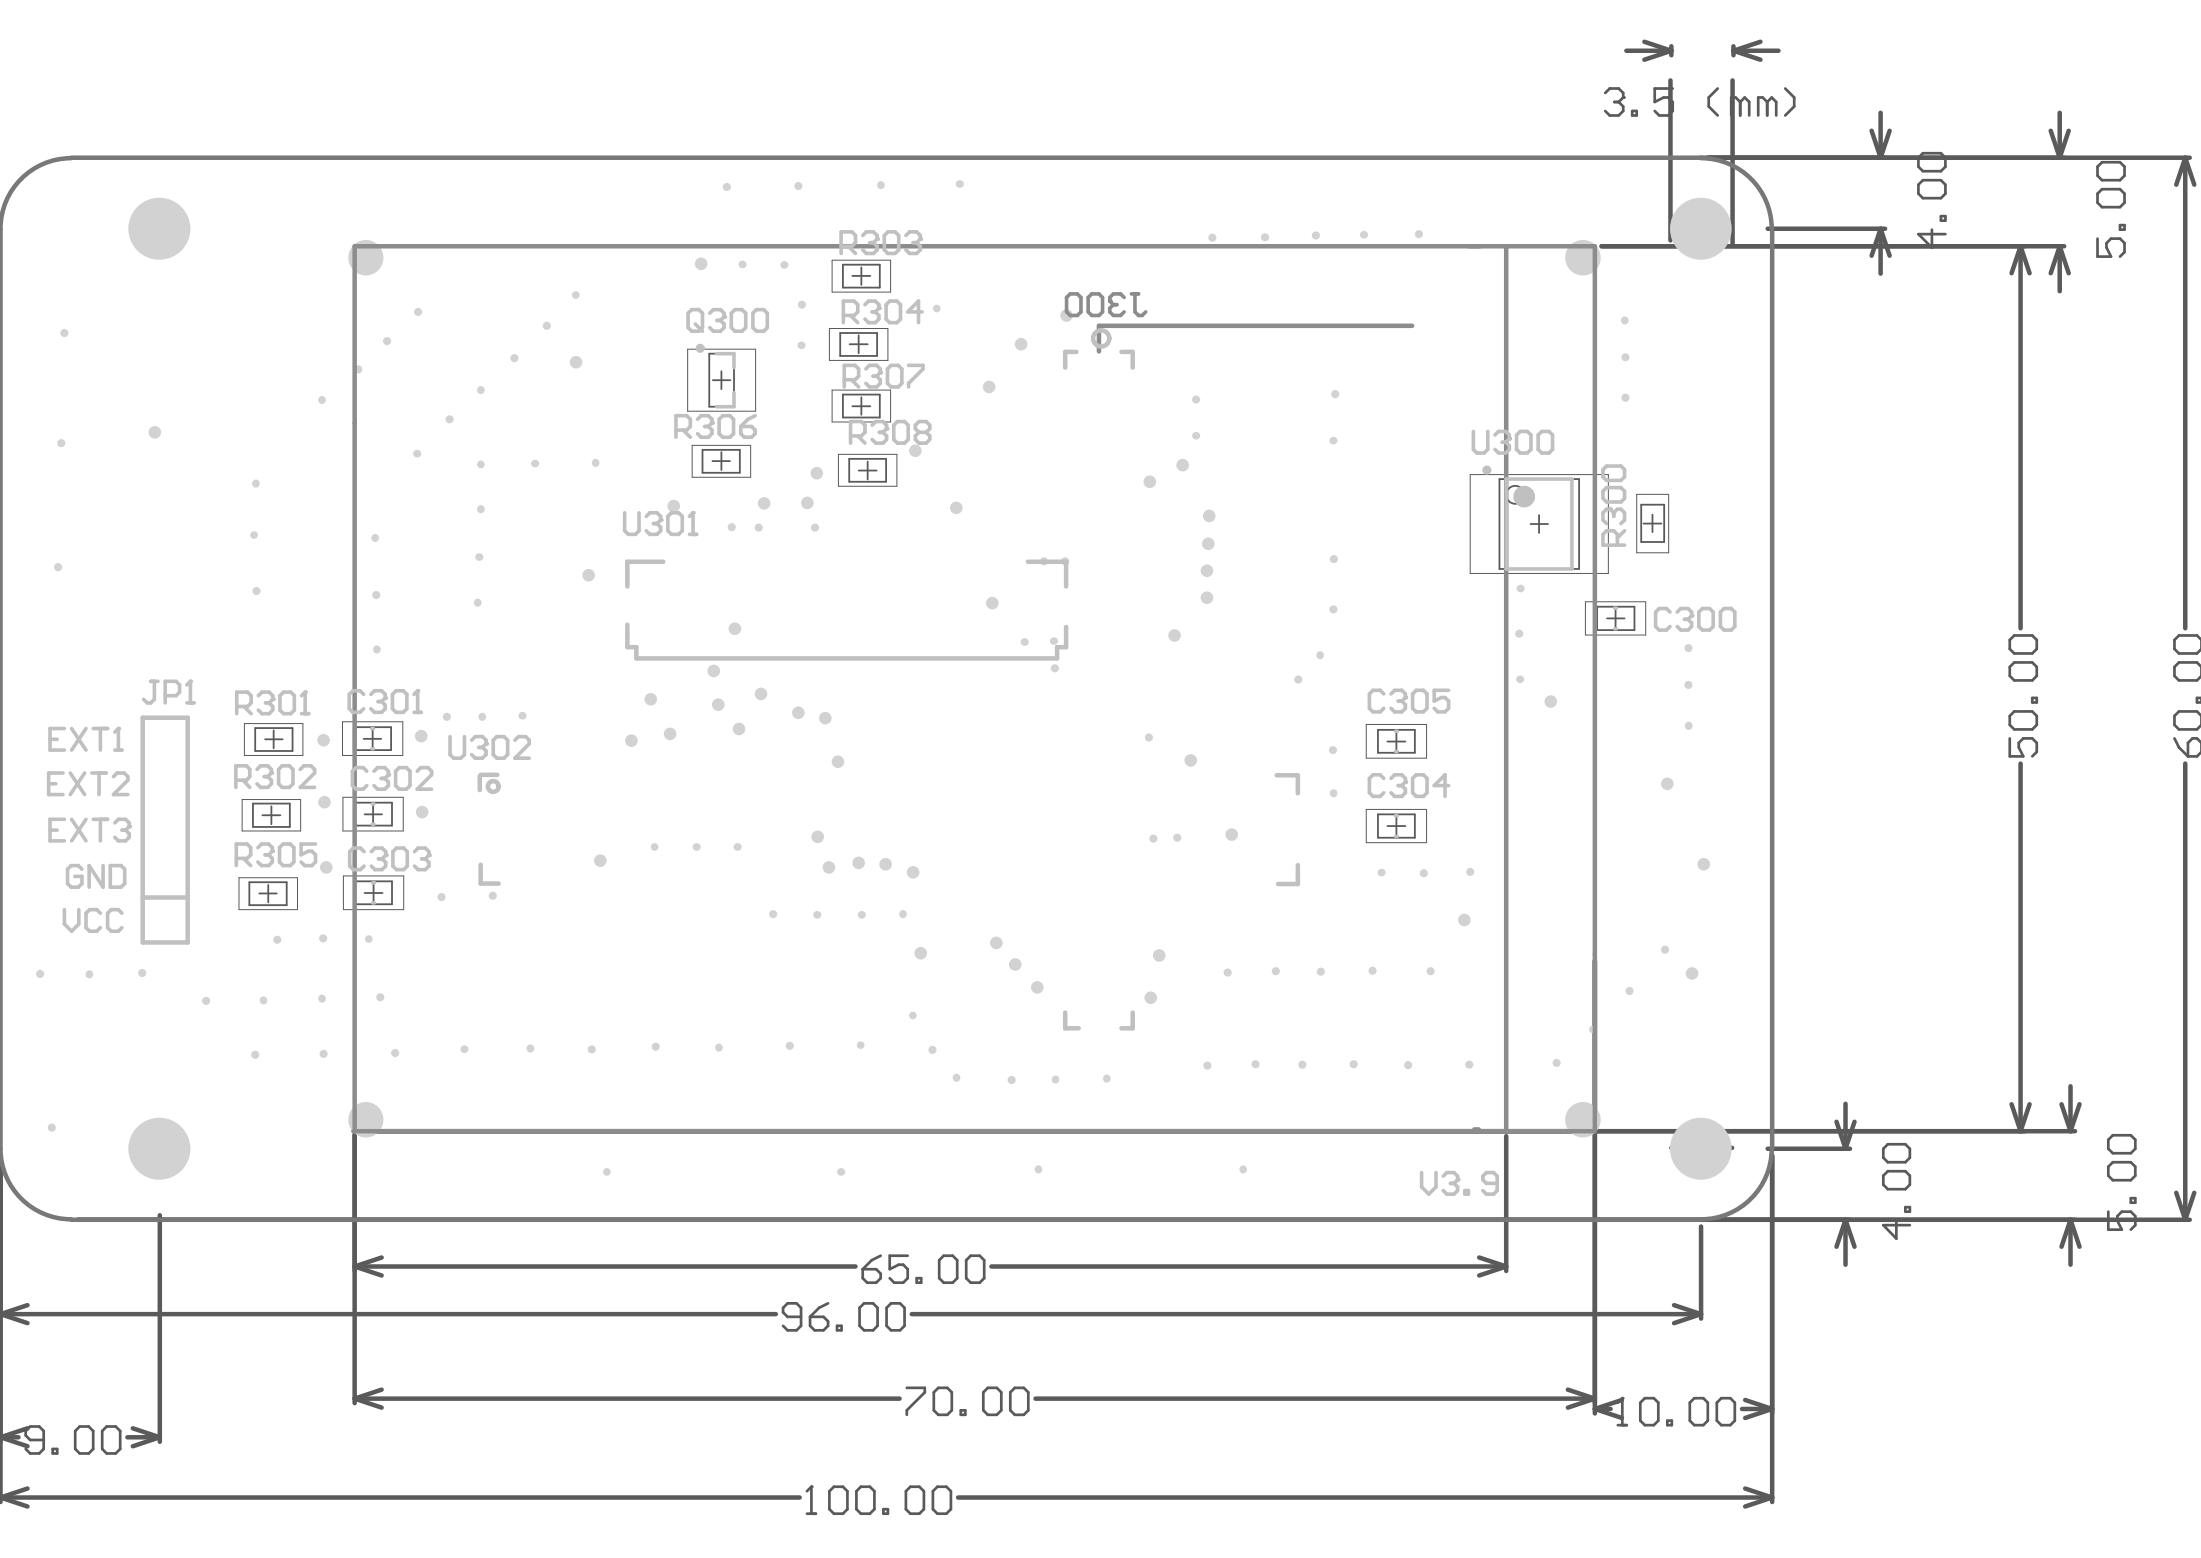 3.5 (mm)
4.00
5.00
R303
1300
Q300
R304
R307
R306
R308
U300
R300
U301
C300
50.00
60.00
JP1
R301
C301
C305
EXT1
U302
R302
C302
EXT2
C304
EXT3
R305
C303
GND
VCC
V3.9
4.00
5.00
65.00
96.00
70.00
10.00
9.00
100.00